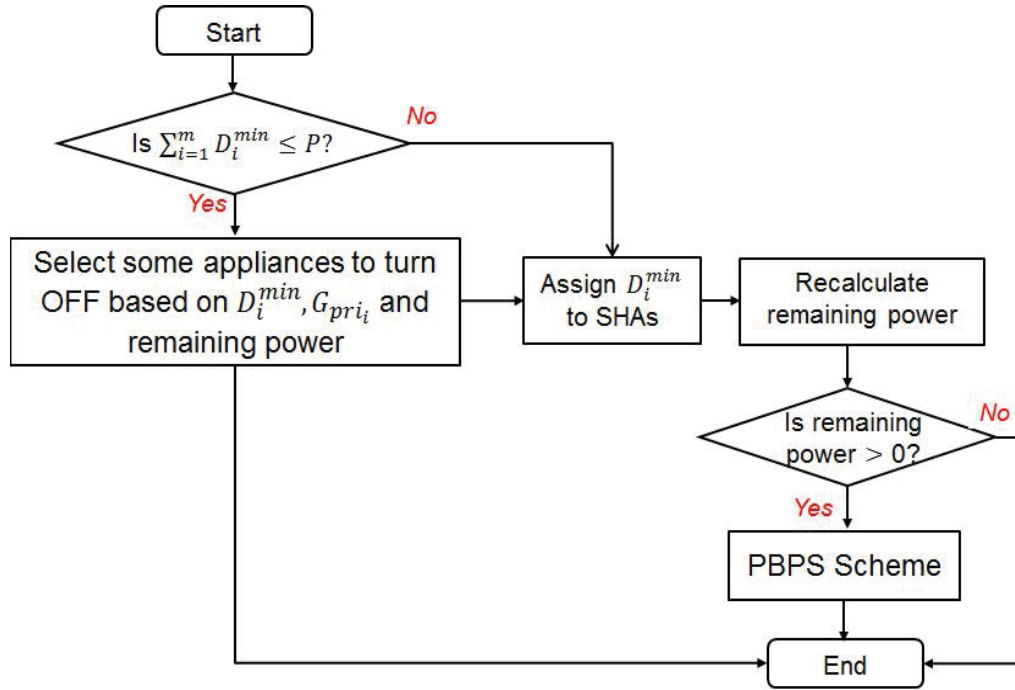 Start
No
Is $\sum_{i=1}^{m} D_i^{min} \leq P$?
Yes
Select some appliances to turn
OFF based on $D_i^{min}, G_{pri_i}$ and
remaining power
Assign $D_i^{min}$
to SHAs
Recalculate
remaining power
Is remaining
power > 0?
No
Yes
PBPS Scheme
End